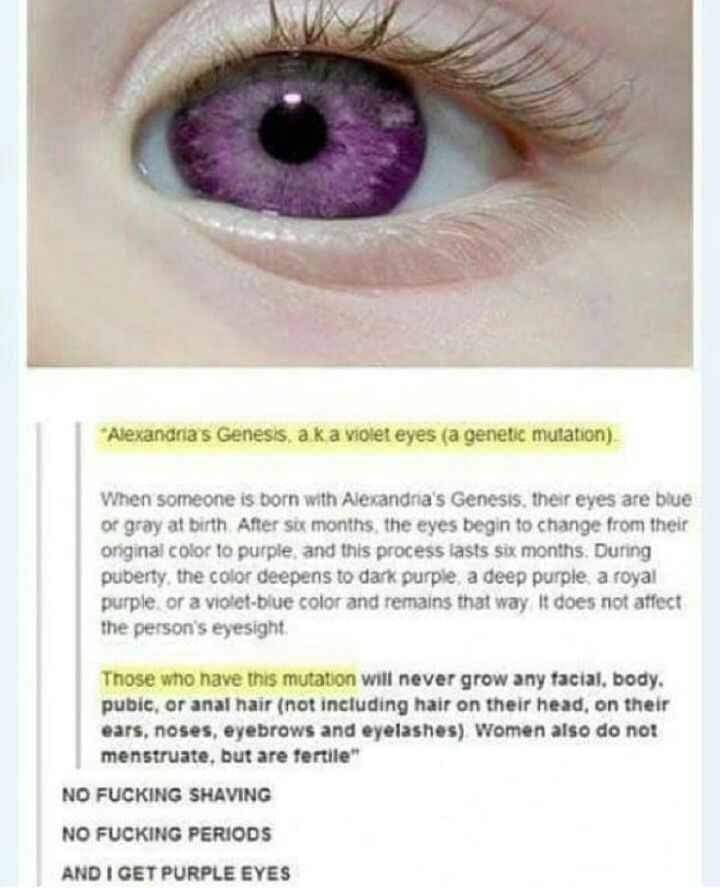 "Alexandria's Genesis, a.k.a violet eyes (a genetic mutation).
When someone is born with Alexandria's Genesis, their eyes are blue
or gray at birth. After six months, the eyes begin to change from their
original color to purple, and this process lasts six months. During
puberty, the color deepens to dark purple, a deep purple, a royal
purple, or a violet-blue color and remains that way. It does not affect
the person's eyesight.
Those who have this mutation will never grow any facial, body,
pubic, or anal hair (not including hair on their head, on their
ears, noses, eyebrows and eyelashes). Women also do not
menstruate, but are fertile"
NO FUCKING SHAVING
NO FUCKING PERIODS
AND I GET PURPLE EYES